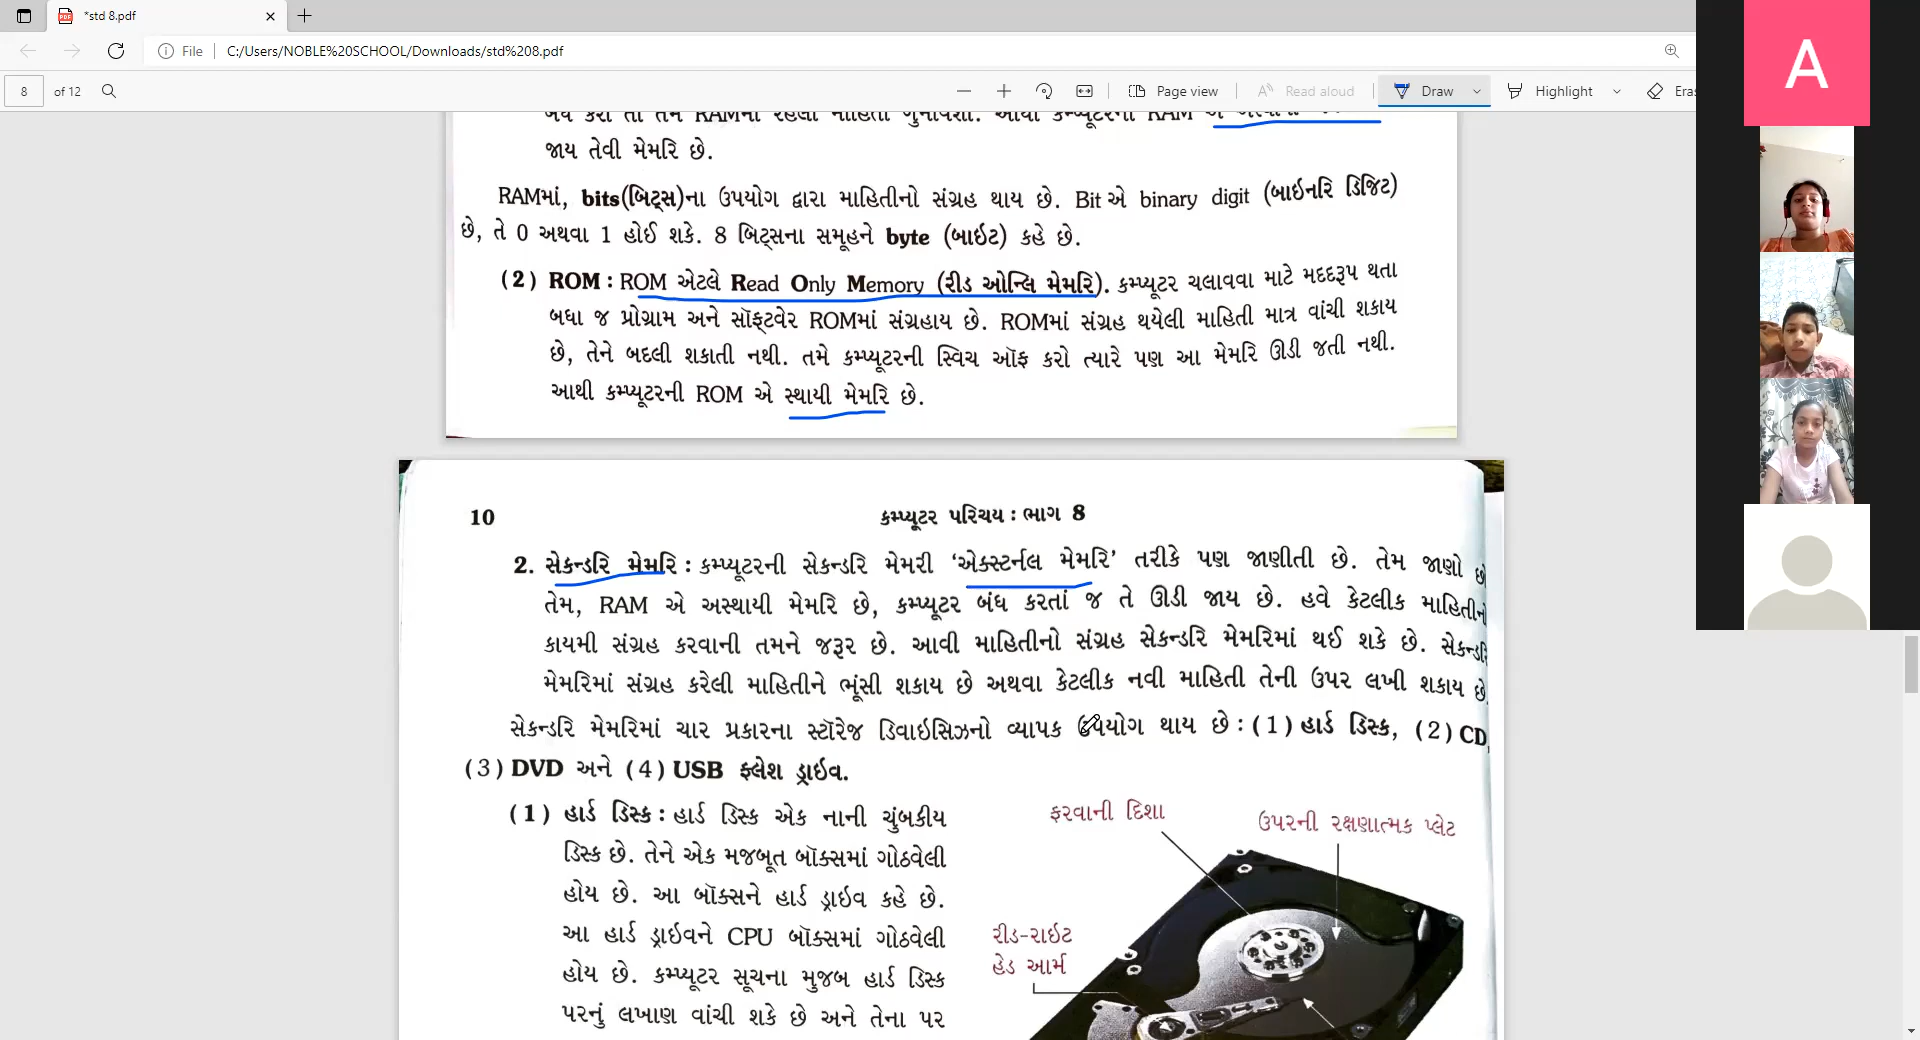 *std 8.pdf
File C:/Users/NOBLE%20SCHOOL/Downloads/std%208.pdf
8 of 12 Page view Read aloud Draw Highlight Eras
A
જાય તેવી મેમરિ છે.
RAMમાં, bits(બિટ્સ)ના ઉપયોગ દ્વારા માહિતીનો સંગ્રહ થાય છે. Bit એ binary digit (બાઇનરિ ડિજિટ)
છે, તે 0 અથવા 1 હોઈ શકે. 8 બિટ્સના સમૂહને byte (બાઇટ) કહે છે.
(2) ROM : ROM એટલે Read Only Memory (રીડ ઓન્લિ મેમરિ). કમ્પ્યૂટર ચલાવવા માટે મદદરૂપ થતા
બધા જ પ્રોગ્રામ અને સૉફ્ટવેર ROMમાં સંગ્રહાય છે. ROMમાં સંગ્રહ થયેલી માહિતી માત્ર વાંચી શકાય
છે, તેને બદલી શકાતી નથી. તમે કમ્પ્યૂટરની સ્વિચ ઑફ કરો ત્યારે પણ આ મેમરિ ઊડી જતી નથી.
આથી કમ્પ્યૂટરની ROM એ સ્થાયી મેમરિ છે.
10 કમ્પ્યૂટર પરિચય : ભાગ 8
2. સેકન્ડરિ મેમરિ : કમ્પ્યૂટરની સેકન્ડરિ મેમરી ‘એક્સ્ટર્નલ મેમરિ’ તરીકે પણ જાણીતી છે. તેમ જાણો છો
તેમ, RAM એ અસ્થાયી મેમરિ છે, કમ્પ્યૂટર બંધ કરતાં જ તે ઊડી જાય છે. હવે કેટલીક માહિતીનો
કાયમી સંગ્રહ કરવાની તમને જરૂર છે. આવી માહિતીનો સંગ્રહ સેકન્ડરિ મેમરિમાં થઈ શકે છે. સેકન્ડરિ
મેમરિમાં સંગ્રહ કરેલી માહિતીને ભૂંસી શકાય છે અથવા કેટલીક નવી માહિતી તેની ઉપર લખી શકાય છે.
સેકન્ડરિ મેમરિમાં ચાર પ્રકારના સ્ટૉરેજ ડિવાઇસિઝનો વ્યાપક ઉપયોગ થાય છે : (1) હાર્ડ ડિસ્ક, (2) CD,
(3) DVD અને (4) USB ફ્લેશ ડ્રાઇવ.
(1) હાર્ડ ડિસ્ક : હાર્ડ ડિસ્ક એક નાની ચુંબકીય
ડિસ્ક છે. તેને એક મજબૂત બૉક્સમાં ગોઠવેલી
હોય છે. આ બૉક્સને હાર્ડ ડ્રાઇવ કહે છે.
આ હાર્ડ ડ્રાઇવને CPU બૉક્સમાં ગોઠવેલી
હોય છે. કમ્પ્યૂટર સૂચના મુજબ હાર્ડ ડિસ્ક
પરનું લખાણ વાંચી શકે છે અને તેના પર
ફરવાની દિશા
ઉપરની રક્ષણાત્મક પ્લેટ
રીડ-રાઇટ
હેડ આર્મ